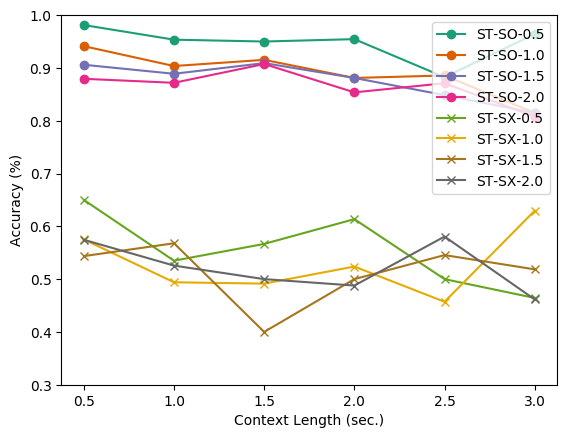 1.0
0.9
0.8
0.7
0.6
0.5
0.4
0.3
Accuracy (%)
0.5 1.0 1.5 2.0 2.5 3.0
Context Length (sec.)
ST-SO-0.5
ST-SO-1.0
ST-SO-1.5
ST-SO-2.0
ST-SX-0.5
ST-SX-1.0
ST-SX-1.5
ST-SX-2.0